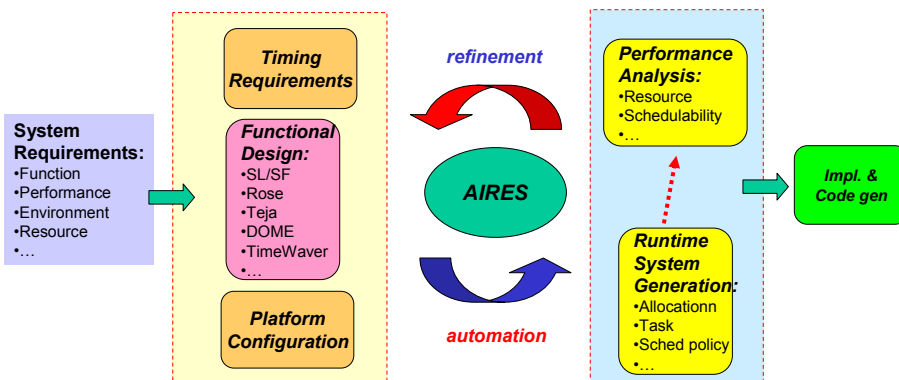 System
Requirements:
•Function
•Performance
•Environment
•Resource
•…
Timing
Requirements
Functional
Design:
•SL/SF
•Rose
•Teja
•DOME
•TimeWaver
•…
Platform
Configuration
refinement
AIRES
automation
Performance
Analysis:
•Resource
•Schedulability
•…
Runtime
System
Generation:
•Allocationn
•Task
•Sched policy
•…
Impl. &
Code gen